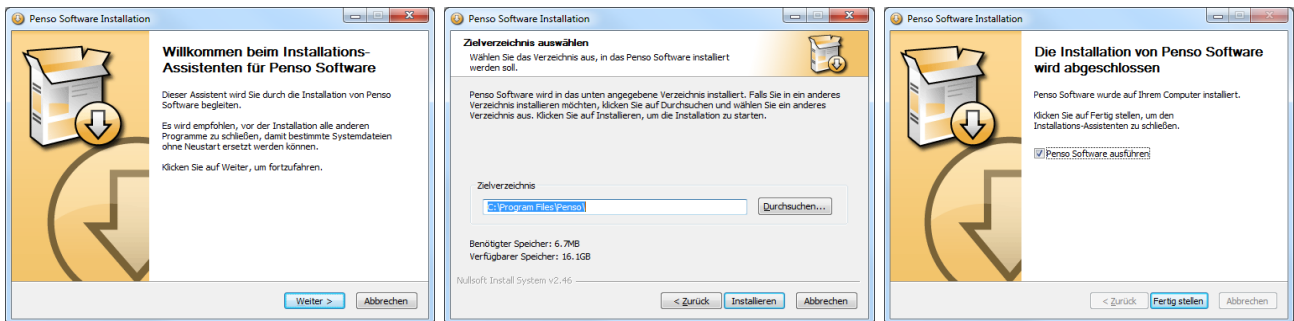 Penso Software Installation
Willkommen beim Installations-
Assistenten für Penso Software
Dieser Assistent wird Sie durch die Installation von Penso
Software begleiten.
Es wird empfohlen, vor der Installation alle anderen
Programme zu schließen, damit bestimmte Systemdateien
ohne Neustart ersetzt werden können.
Klicken Sie auf Weiter, um fortzufahren.
Weiter >
Abbrechen
Penso Software Installation
Zielverzeichnis auswählen
Wählen Sie das Verzeichnis aus, in das Penso Software installiert
werden soll.
Penso Software wird in das unten angegebene Verzeichnis installiert. Falls Sie in ein anderes
Verzeichnis installieren möchten, klicken Sie auf Durchsuchen und wählen Sie ein anderes
Verzeichnis aus. Klicken Sie auf Installieren, um die Installation zu starten.
Zielverzeichnis
C:\Program Files\Penso\
Durchsuchen...
Benötigter Speicher: 6.7MB
Verfügbarer Speicher: 16.1GB
Nullsoft Install System v2.46
< Zurück
Installieren
Abbrechen
Penso Software Installation
Die Installation von Penso Software
wird abgeschlossen
Penso Software wurde auf Ihrem Computer installiert.
Klicken Sie auf Fertig stellen, um den
Installations-Assistenten zu schließen.
Penso Software ausführen
< Zurück
Fertig stellen
Abbrechen